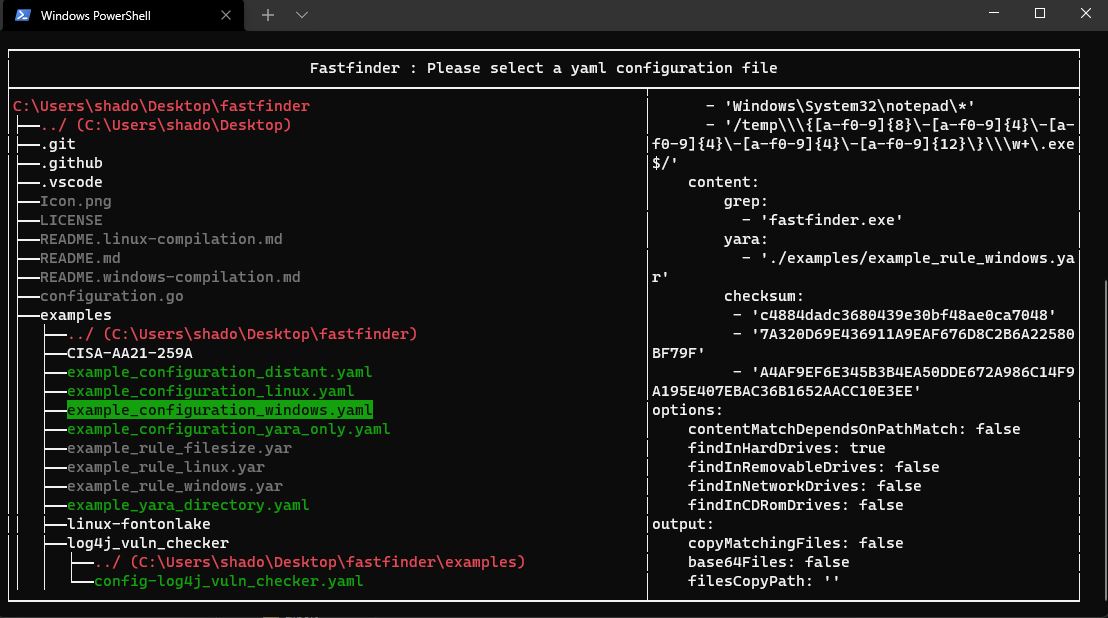 Windows PowerShell
Fastfinder : Please select a yaml configuration file
C:\Users\shado\Desktop\fastfinder
../ (C:\Users\shado\Desktop)
.git
.github
.vscode
Icon.png
LICENSE
README.linux-compilation.md
README.md
README.windows-compilation.md
configuration.go
examples
../ (C:\Users\shado\Desktop\fastfinder)
CISA-AA21-259A
example_configuration_distant.yaml
example_configuration_linux.yaml
example_configuration_windows.yaml
example_configuration_yara_only.yaml
example_rule_filesize.yar
example_rule_linux.yar
example_rule_windows.yar
example_yara_directory.yaml
linux-fontonlake
log4j_vuln_checker
../ (C:\Users\shado\Desktop\fastfinder\examples)
config-log4j_vuln_checker.yaml
- 'Windows\System32\notepad\*'
- '/temp\\\{[a-f0-9]{8}\-[a-f0-9]{4}\-[a-
f0-9]{4}\-[a-f0-9]{4}\-[a-f0-9]{12}\}\\\w+\.exe
$/'
content:
grep:
- 'fastfinder.exe'
yara:
- './examples/example_rule_windows.ya
r'
checksum:
- 'c4884dadc3680439e30bf48ae0ca7048'
- '7A320D69E436911A9EAF676D8C2B6A22580
BF79F'
- 'A4AF9EF6E345B3B4EA50DDE672A986C14F9
A195E407EBAC36B1652AACC10E3EE'
options:
contentMatchDependsOnPathMatch: false
findInHardDrives: true
findInRemovableDrives: false
findInNetworkDrives: false
findInCDRomDrives: false
output:
copyMatchingFiles: false
base64Files: false
filesCopyPath: ''